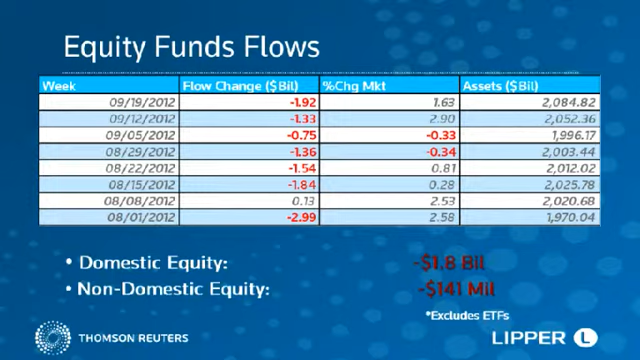 Equity Funds Flows
Week Flow Change ($Bil) %Chg Mkt Assets ($Bil)
09/19/2012 -1.92 1.63 2,084.82
09/12/2012 -1.33 2.90 2,052.36
09/05/2012 -0.75 -0.33 1,996.17
08/29/2012 -1.36 -0.34 2,003.44
08/22/2012 -1.54 0.81 2,012.02
08/15/2012 -1.84 0.28 2,025.78
08/08/2012 0.13 2.53 2,020.68
08/01/2012 -2.99 2.58 1,970.04
• Domestic Equity: -$1.8 Bil
• Non-Domestic Equity: -$141 Mil
*Excludes ETFs
THOMSON REUTERS
LIPPER L